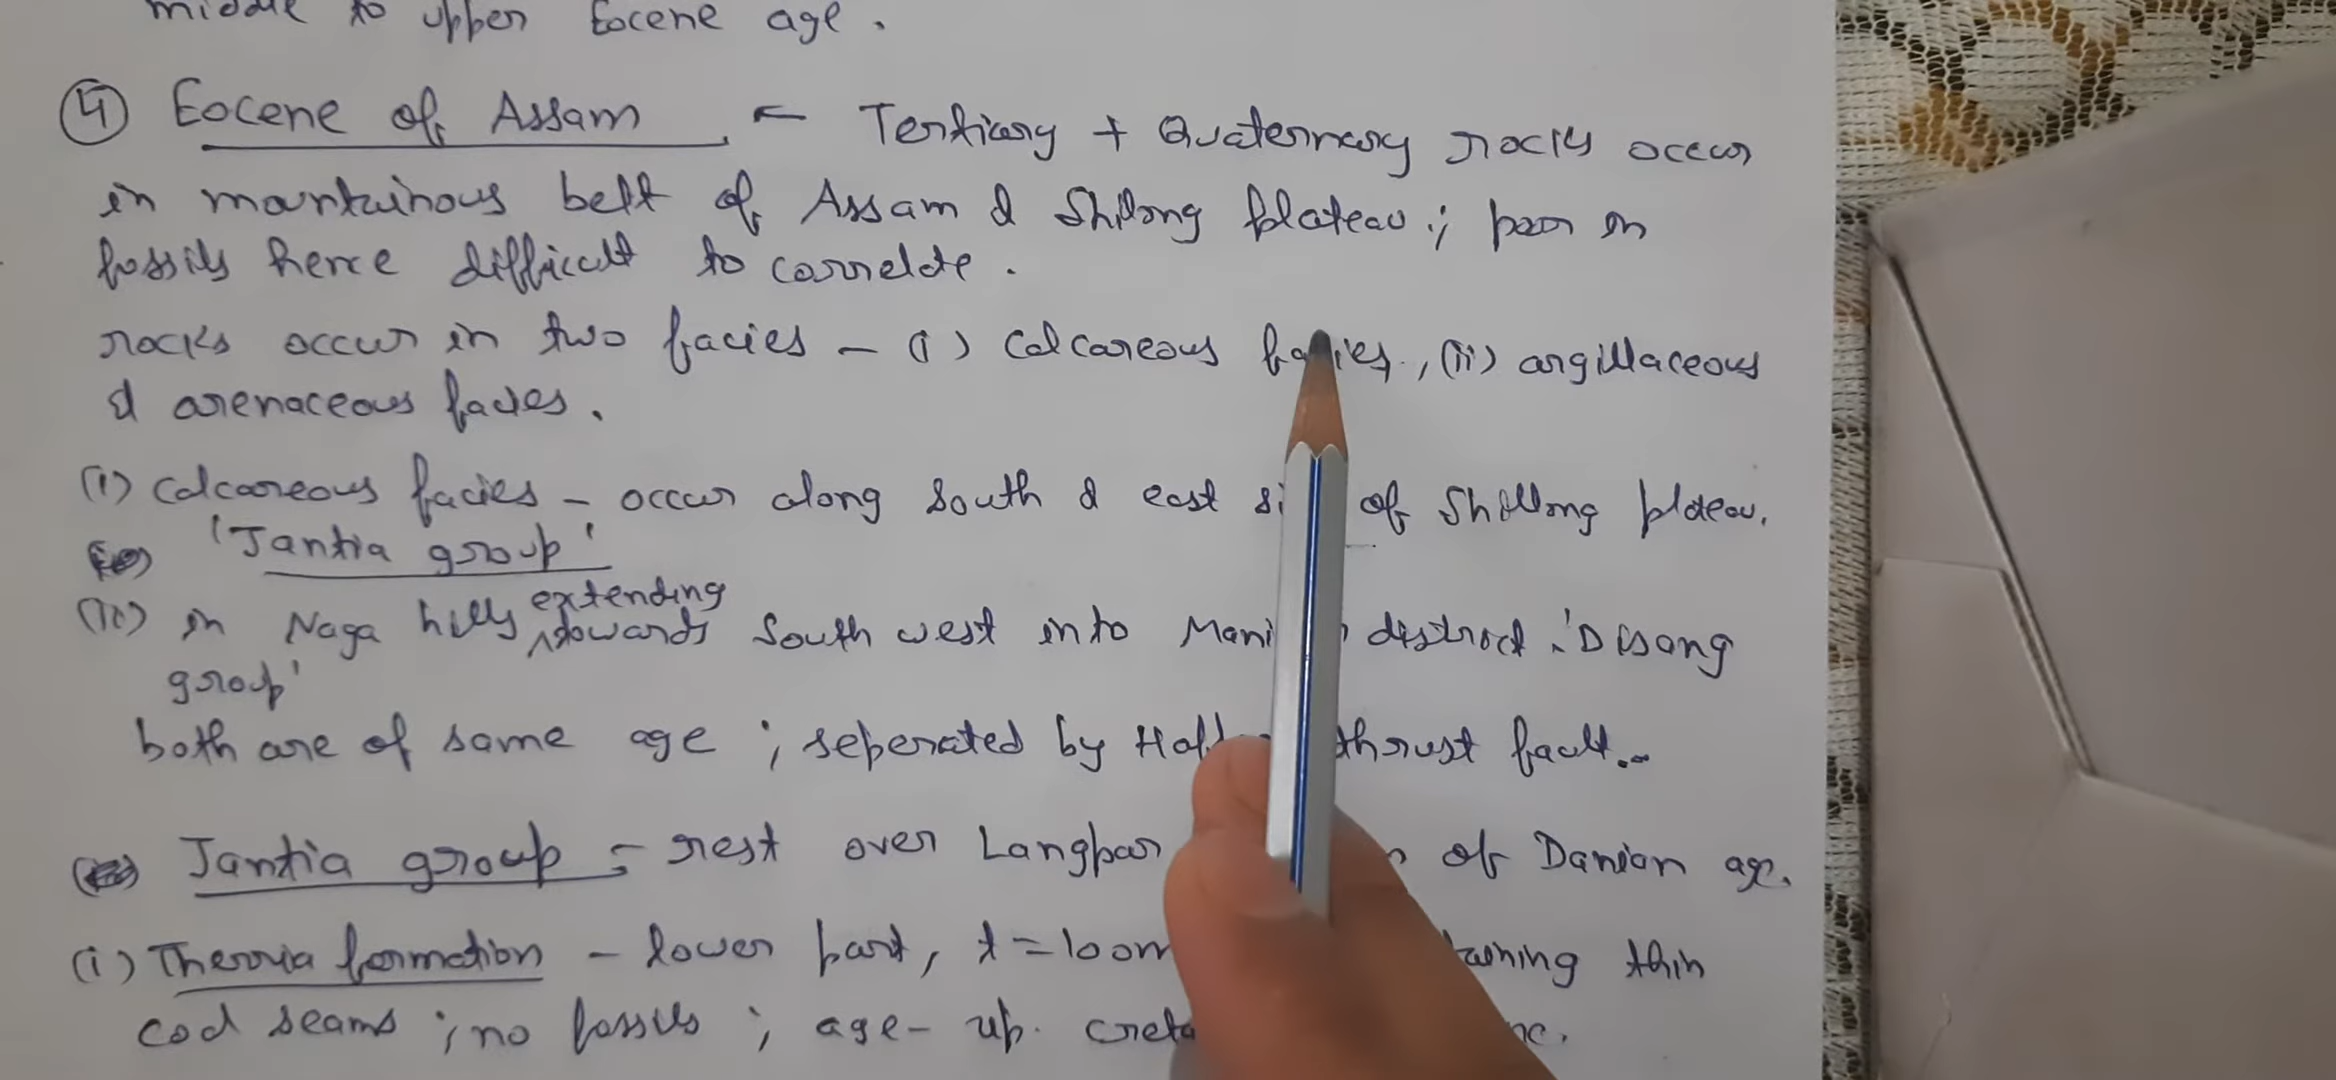 middle to upper Eocene age.
④ Eocene of Assam - Tertiary + Quaternary rocks occur
in mountainous belt of Assam & Shilong plateau; poor in
fossils hence difficult to correlate.
rocks occur in two facies - (i) calcareous facies, (ii) argillaceous
& arenaceous facies.
(i) calcareous facies - occur along south & east of Shillong plateau.
'Jantia group'
(ii) in Naga hills extending towards south west into district. 'Disang
group'
both are of same age ; seperated by thrust fault.
Jantia group - rest over Langpar of Danian age.
(i) Therria formation - lower part, t = 100m thin
coal seams ; no fossils ; age - up.